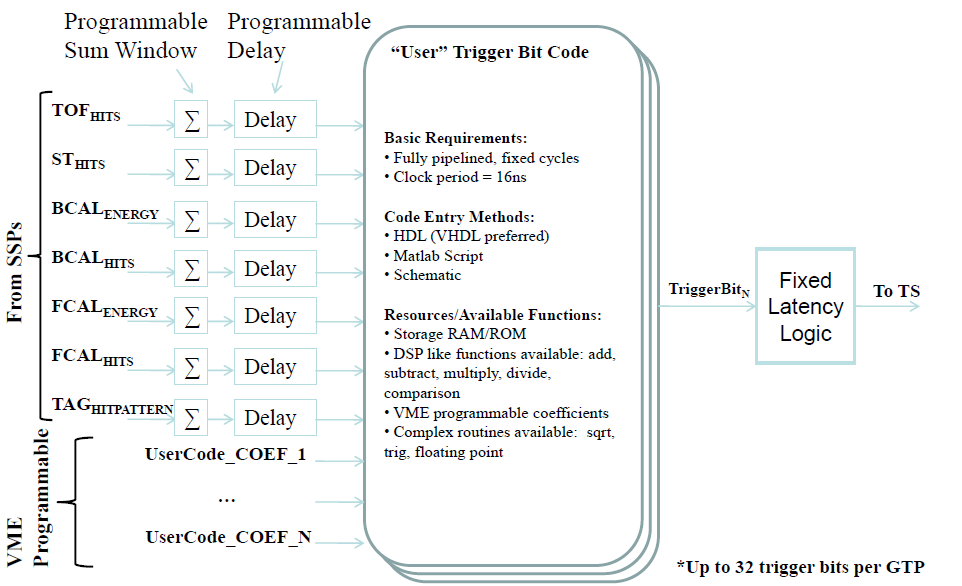 Programmable
Sum Window
Programmable
Delay
From SSPs
TOFHITS
∑
Delay
STHITS
∑
Delay
BCALENERGY
∑
Delay
BCALHITS
∑
Delay
FCALENERGY
∑
Delay
FCALHITS
∑
Delay
TAGHITPATTERN
∑
Delay
VME
Programmable
UserCode_COEF_1
...
UserCode_COEF_N
“User” Trigger Bit Code
Basic Requirements:
• Fully pipelined, fixed cycles
• Clock period = 16ns
Code Entry Methods:
• HDL (VHDL preferred)
• Matlab Script
• Schematic
Resources/Available Functions:
• Storage RAM/ROM
• DSP like functions available: add,
subtract, multiply, divide,
comparison
• VME programmable coefficients
• Complex routines available:  sqrt,
trig, floating point
TriggerBitN
Fixed
Latency
Logic
To TS
*Up to 32 trigger bits per GTP